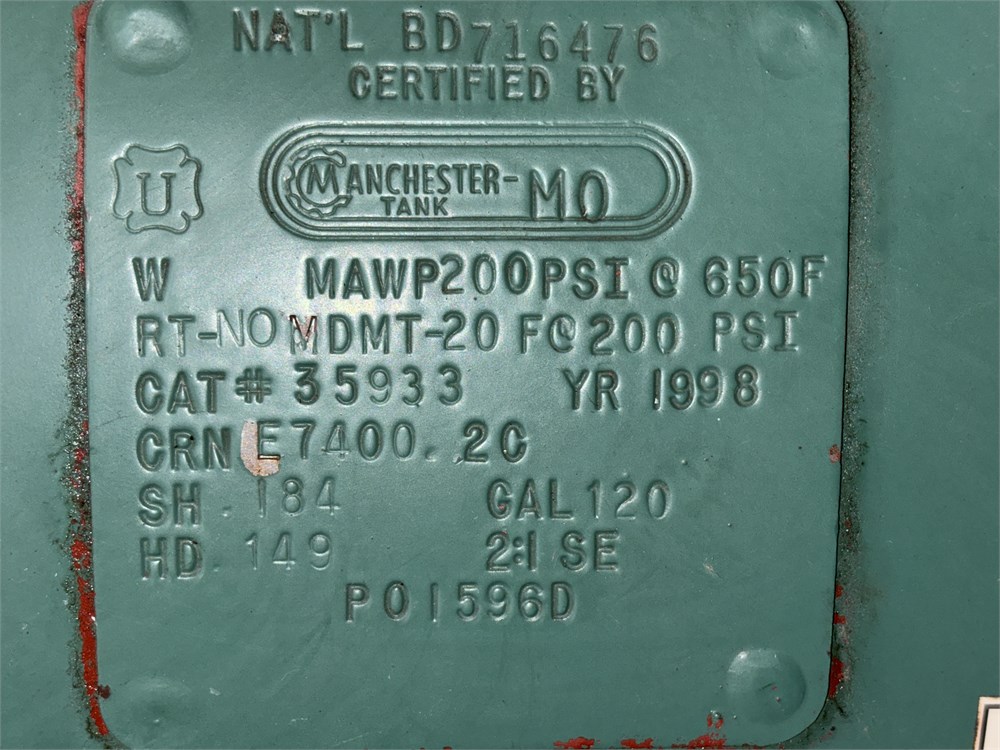 NAT'L BD716476
CERTIFIED BY
U
MANCHESTER-
TANK
MO
W MAWP200PSI @ 650F
RT-NO MDMT-20 F@200 PSI
CAT# 35933 YR 1998
CRN E7400.2C
SH .184 GAL120
HD .149 2:1 SE
P01596D